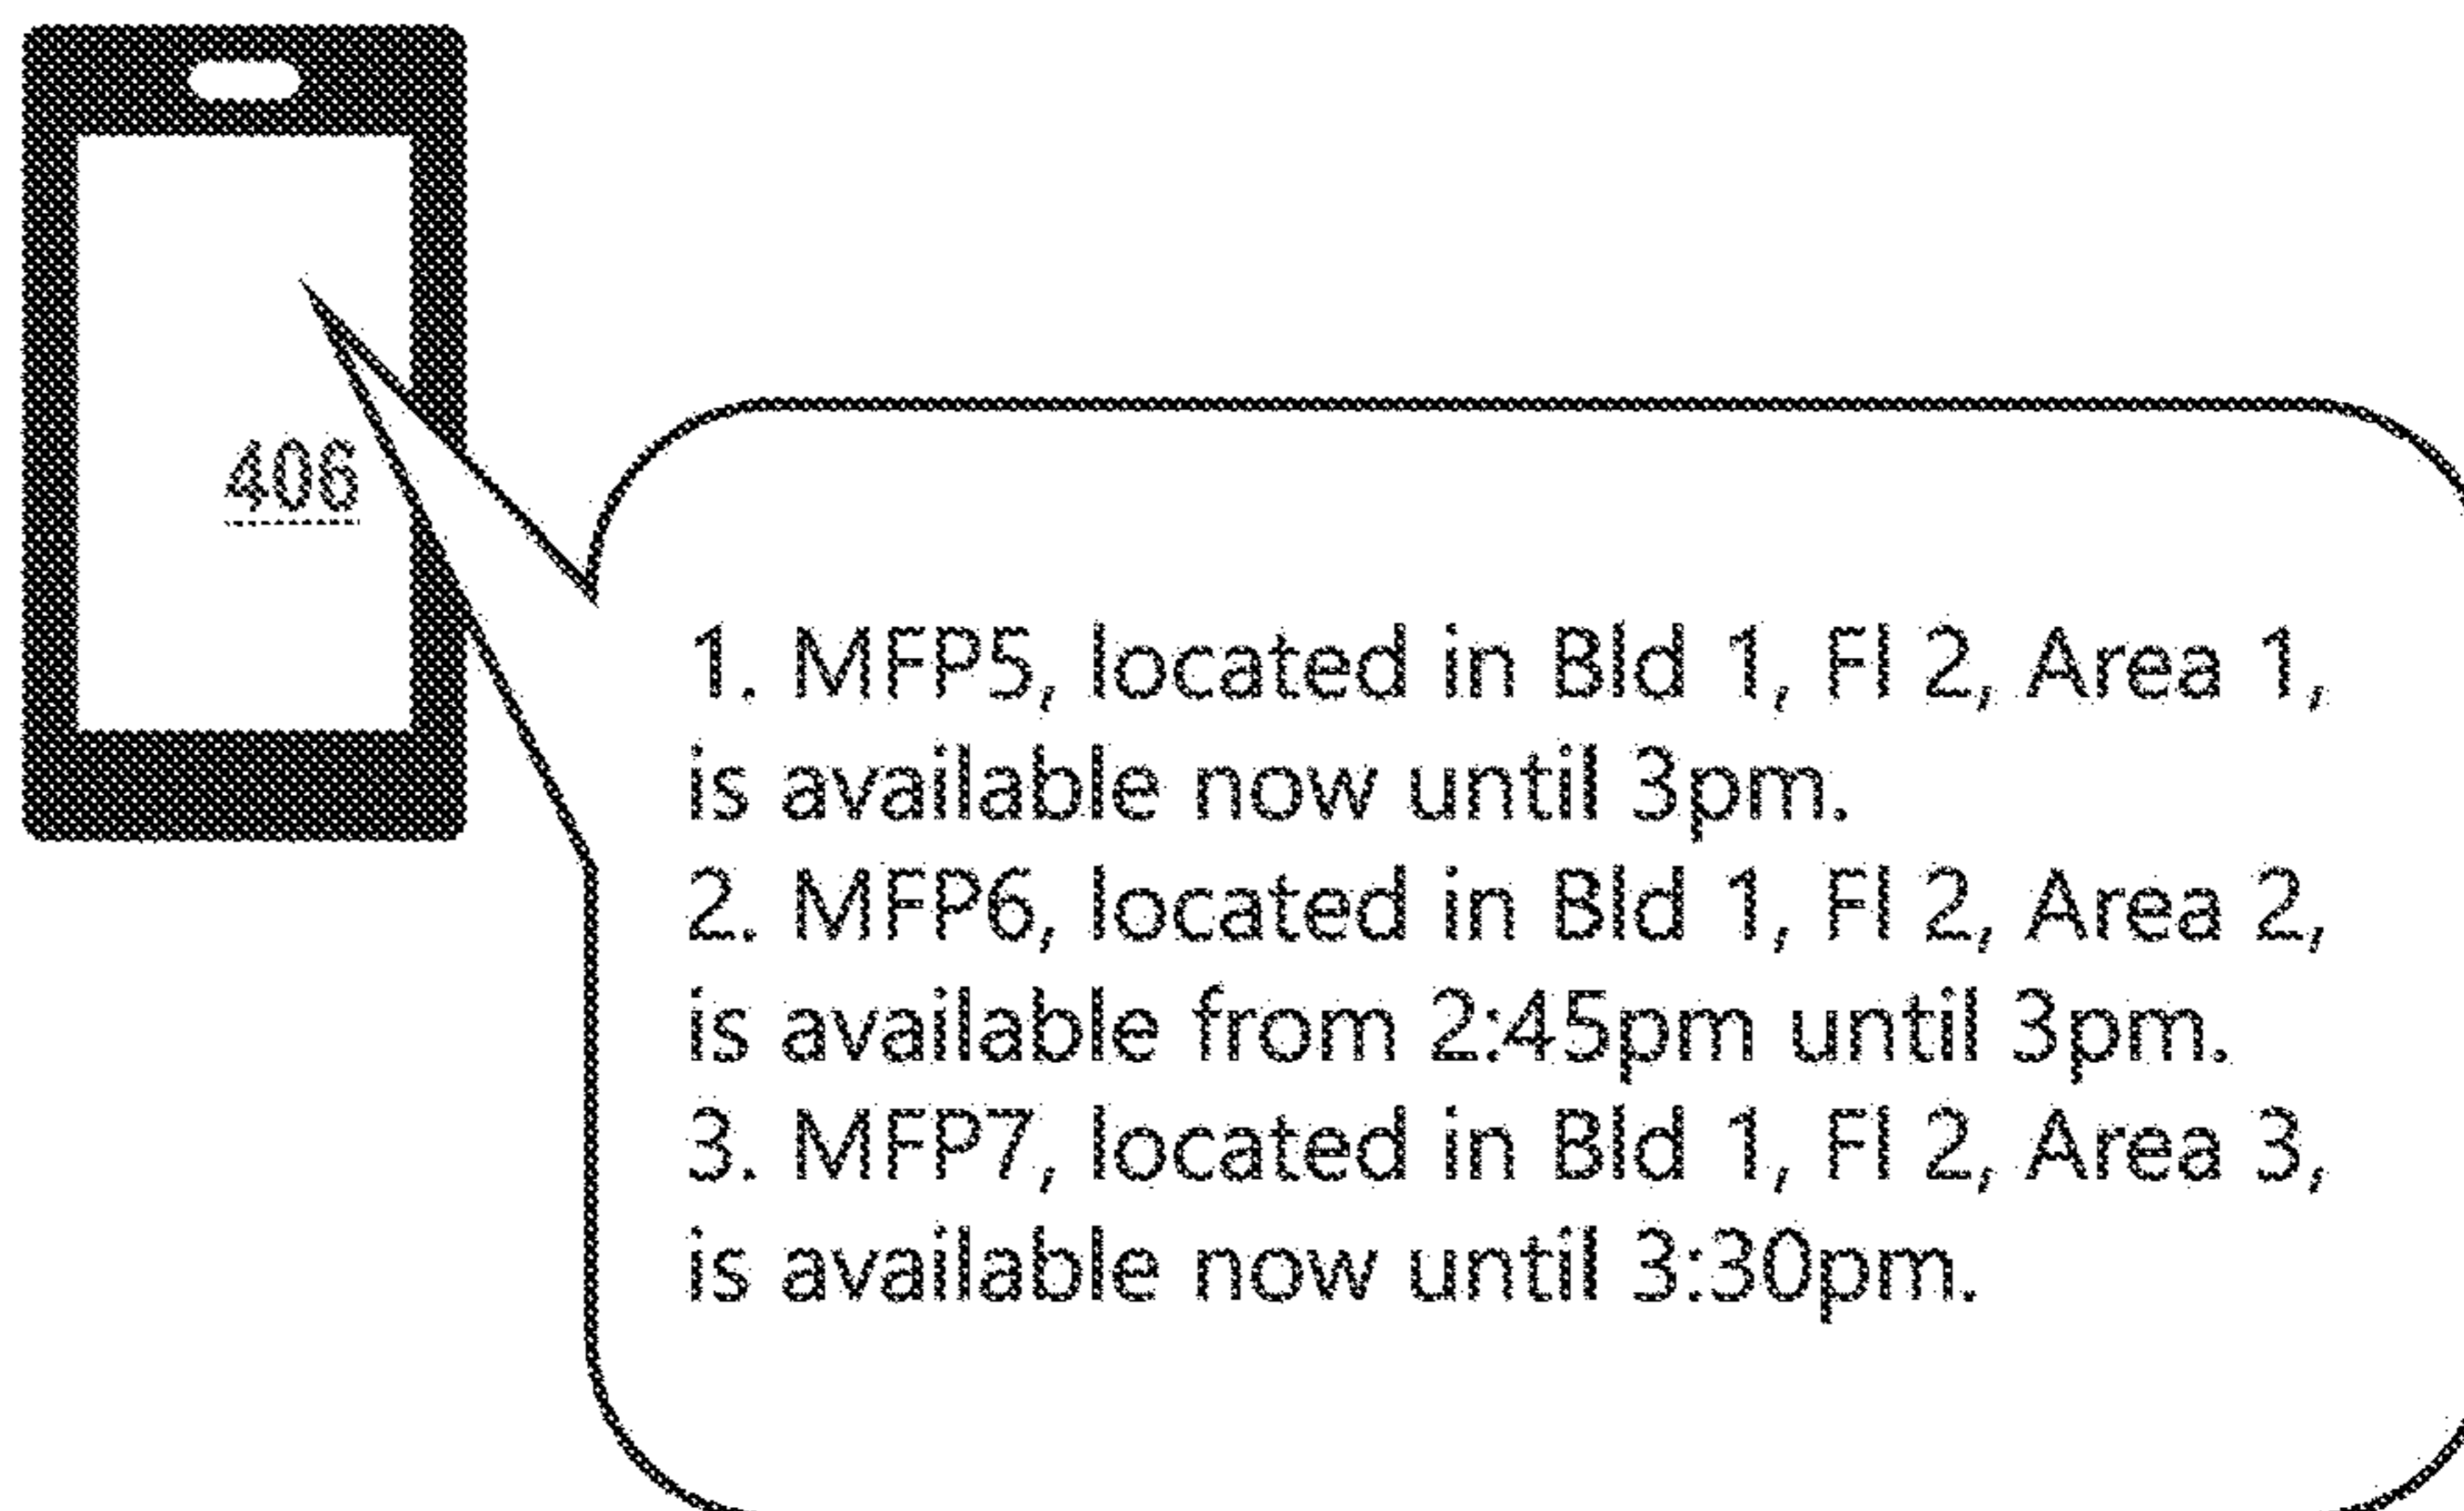 406
1. MFP5, located in Bld 1, Fl 2, Area 1,
is available now until 3pm.
2. MFP6, located in Bld 1, Fl 2, Area 2,
is available from 2:45pm until 3pm.
3. MFP7, located in Bld 1, Fl 2, Area 3,
is available now until 3:30pm.